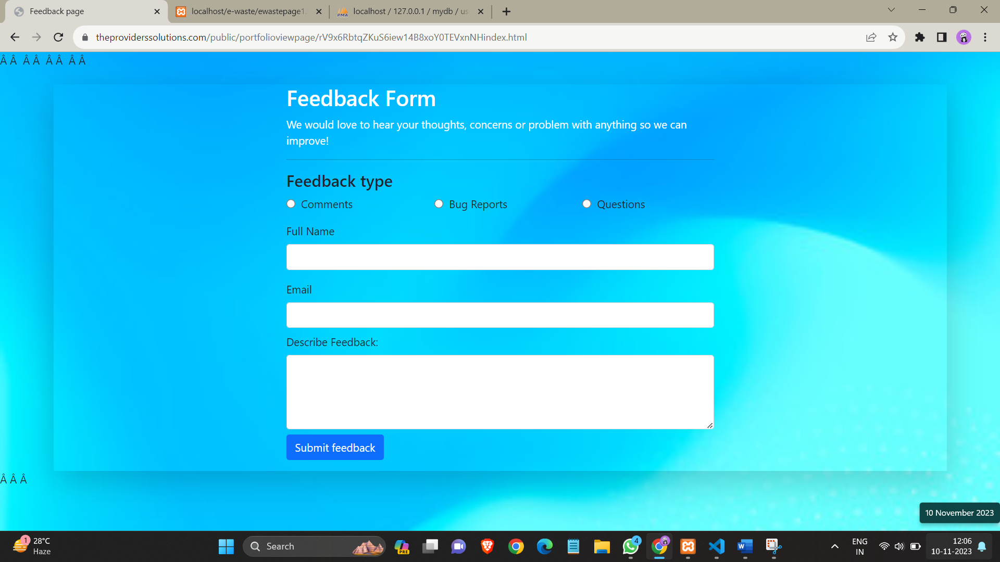 Feedback page
localhost/e-waste/ewastepage1.
localhost / 127.0.0.1 / mydb / us
theproviderssolutions.com/public/portfolioviewpage/rV9x6RbtqZKuS6iew14B8xoY0TEVxnNHindex.html
Â Â  Â Â  Â Â  Â Â
Feedback Form
We would love to hear your thoughts, concerns or problem with anything so we can
improve!
Feedback type
Comments
Bug Reports
Questions
Full Name
Email
Describe Feedback:
Submit feedback
Â Â Â
10 November 2023
1
28°C
Haze
Search
PRE
4
ENG
IN
12:06
10-11-2023